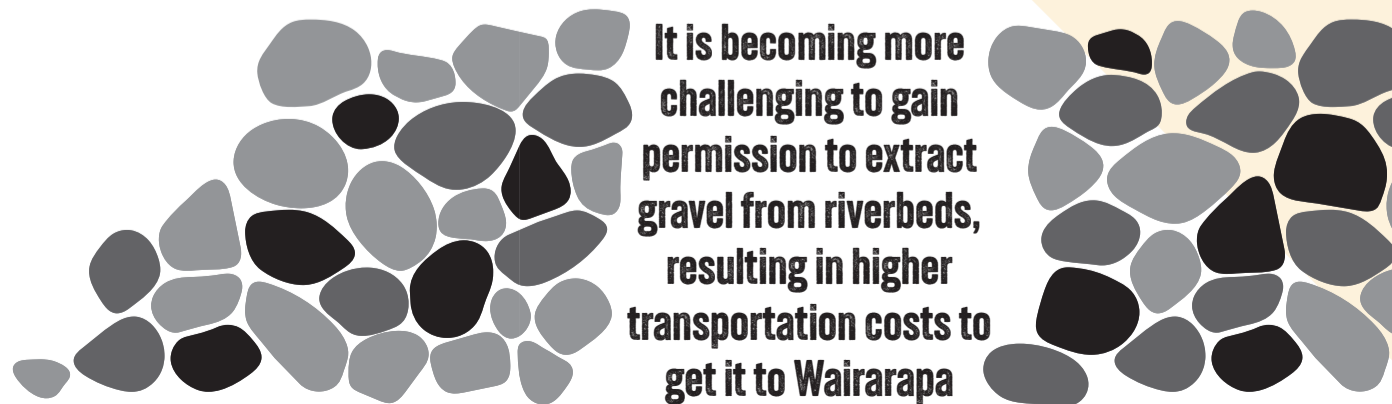 It is becoming more
challenging to gain
permission to extract
gravel from riverbeds,
resulting in higher
transportation costs to
get it to Wairarapa